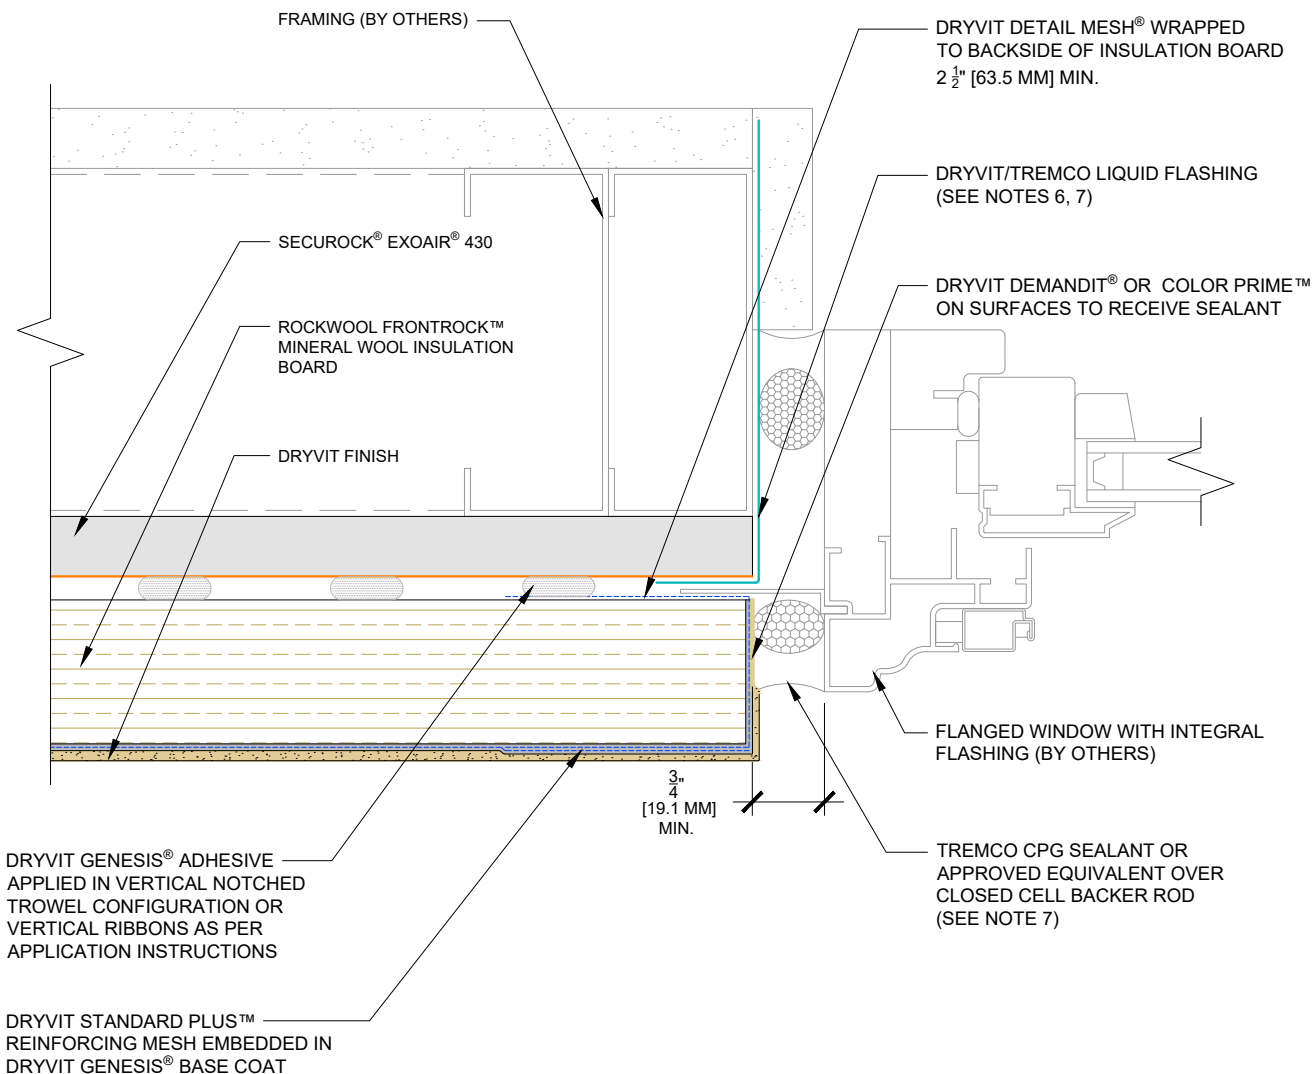 FRAMING (BY OTHERS)
DRYVIT DETAIL MESH® WRAPPED
TO BACKSIDE OF INSULATION BOARD
2 1/2" [63.5 MM] MIN.
DRYVIT/TREMCO LIQUID FLASHING
(SEE NOTES 6, 7)
SECUROCK® EXOAIR® 430
DRYVIT DEMANDIT® OR COLOR PRIME™
ON SURFACES TO RECEIVE SEALANT
ROCKWOOL FRONTROCK™
MINERAL WOOL INSULATION
BOARD
DRYVIT FINISH
FLANGED WINDOW WITH INTEGRAL
FLASHING (BY OTHERS)
3/4"
[19.1 MM]
MIN.
DRYVIT GENESIS® ADHESIVE
APPLIED IN VERTICAL NOTCHED
TROWEL CONFIGURATION OR
VERTICAL RIBBONS AS PER
APPLICATION INSTRUCTIONS
TREMCO CPG SEALANT OR
APPROVED EQUIVALENT OVER
CLOSED CELL BACKER ROD
(SEE NOTE 7)
DRYVIT STANDARD PLUS™
REINFORCING MESH EMBEDDED IN
DRYVIT GENESIS® BASE COAT